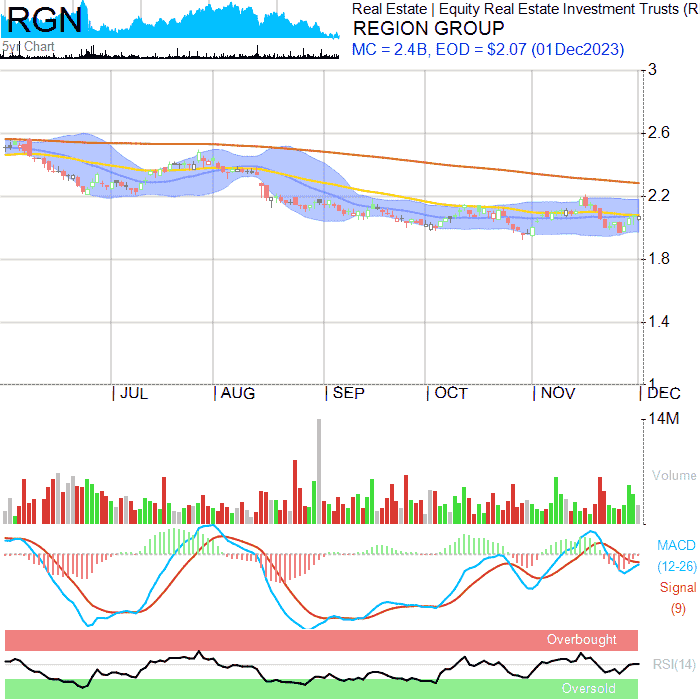 RGN
5yr Chart
Real Estate | Equity Real Estate Investment Trusts (R
REGION GROUP
MC = 2.4B, EOD = $2.07 (01Dec2023)
3
2.6
2.2
1.8
1.4
1
JUL AUG SEP OCT NOV DEC
14M
Volume
MACD
(12-26)
Signal
(9)
Overbought
RSI(14)
Oversold